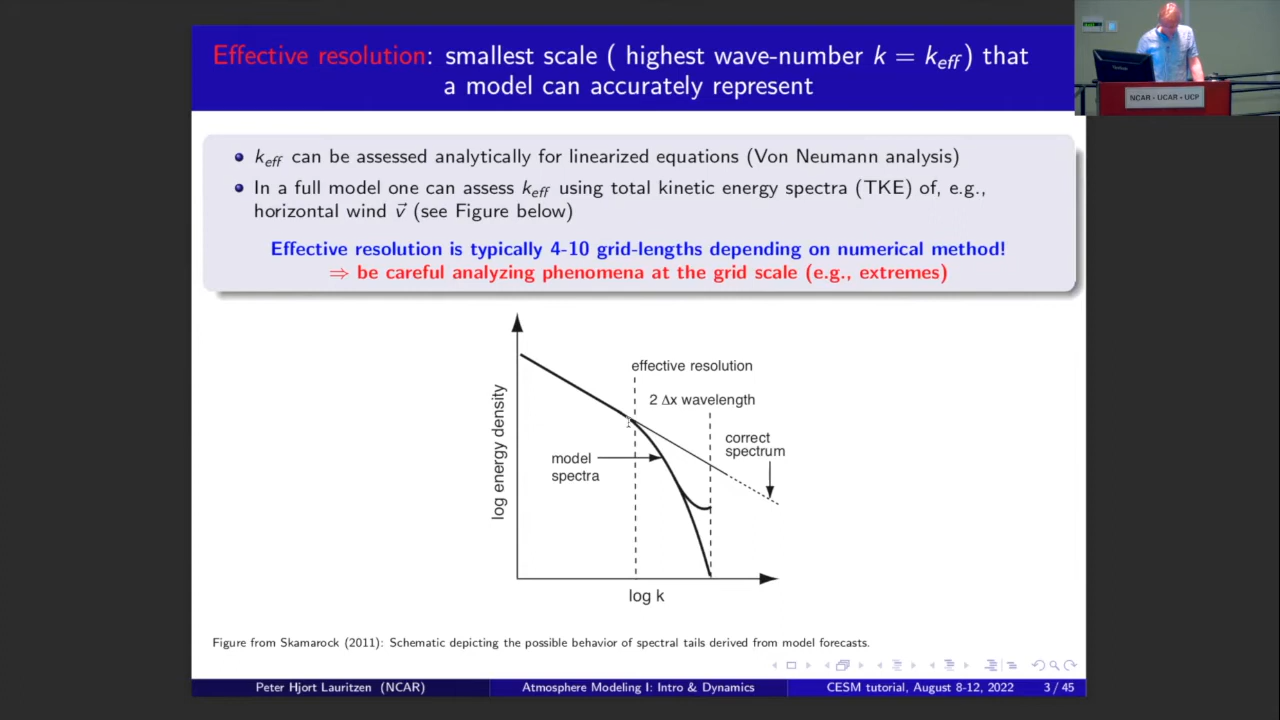 Effective resolution: smallest scale ( highest wave-number k = k_eff) that
a model can accurately represent
NCAR • UCAR • UCP
k_eff can be assessed analytically for linearized equations (Von Neumann analysis)
In a full model one can assess k_eff using total kinetic energy spectra (TKE) of, e.g.,
horizontal wind v⃗ (see Figure below)
Effective resolution is typically 4-10 grid-lengths depending on numerical method!
⇒ be careful analyzing phenomena at the grid scale (e.g., extremes)
effective resolution
2 Δx wavelength
correct
spectrum
model
spectra
log energy density
log k
Figure from Skamarock (2011): Schematic depicting the possible behavior of spectral tails derived from model forecasts.
Peter Hjort Lauritzen (NCAR)
Atmosphere Modeling I: Intro & Dynamics
CESM tutorial, August 8-12, 2022
3 / 45